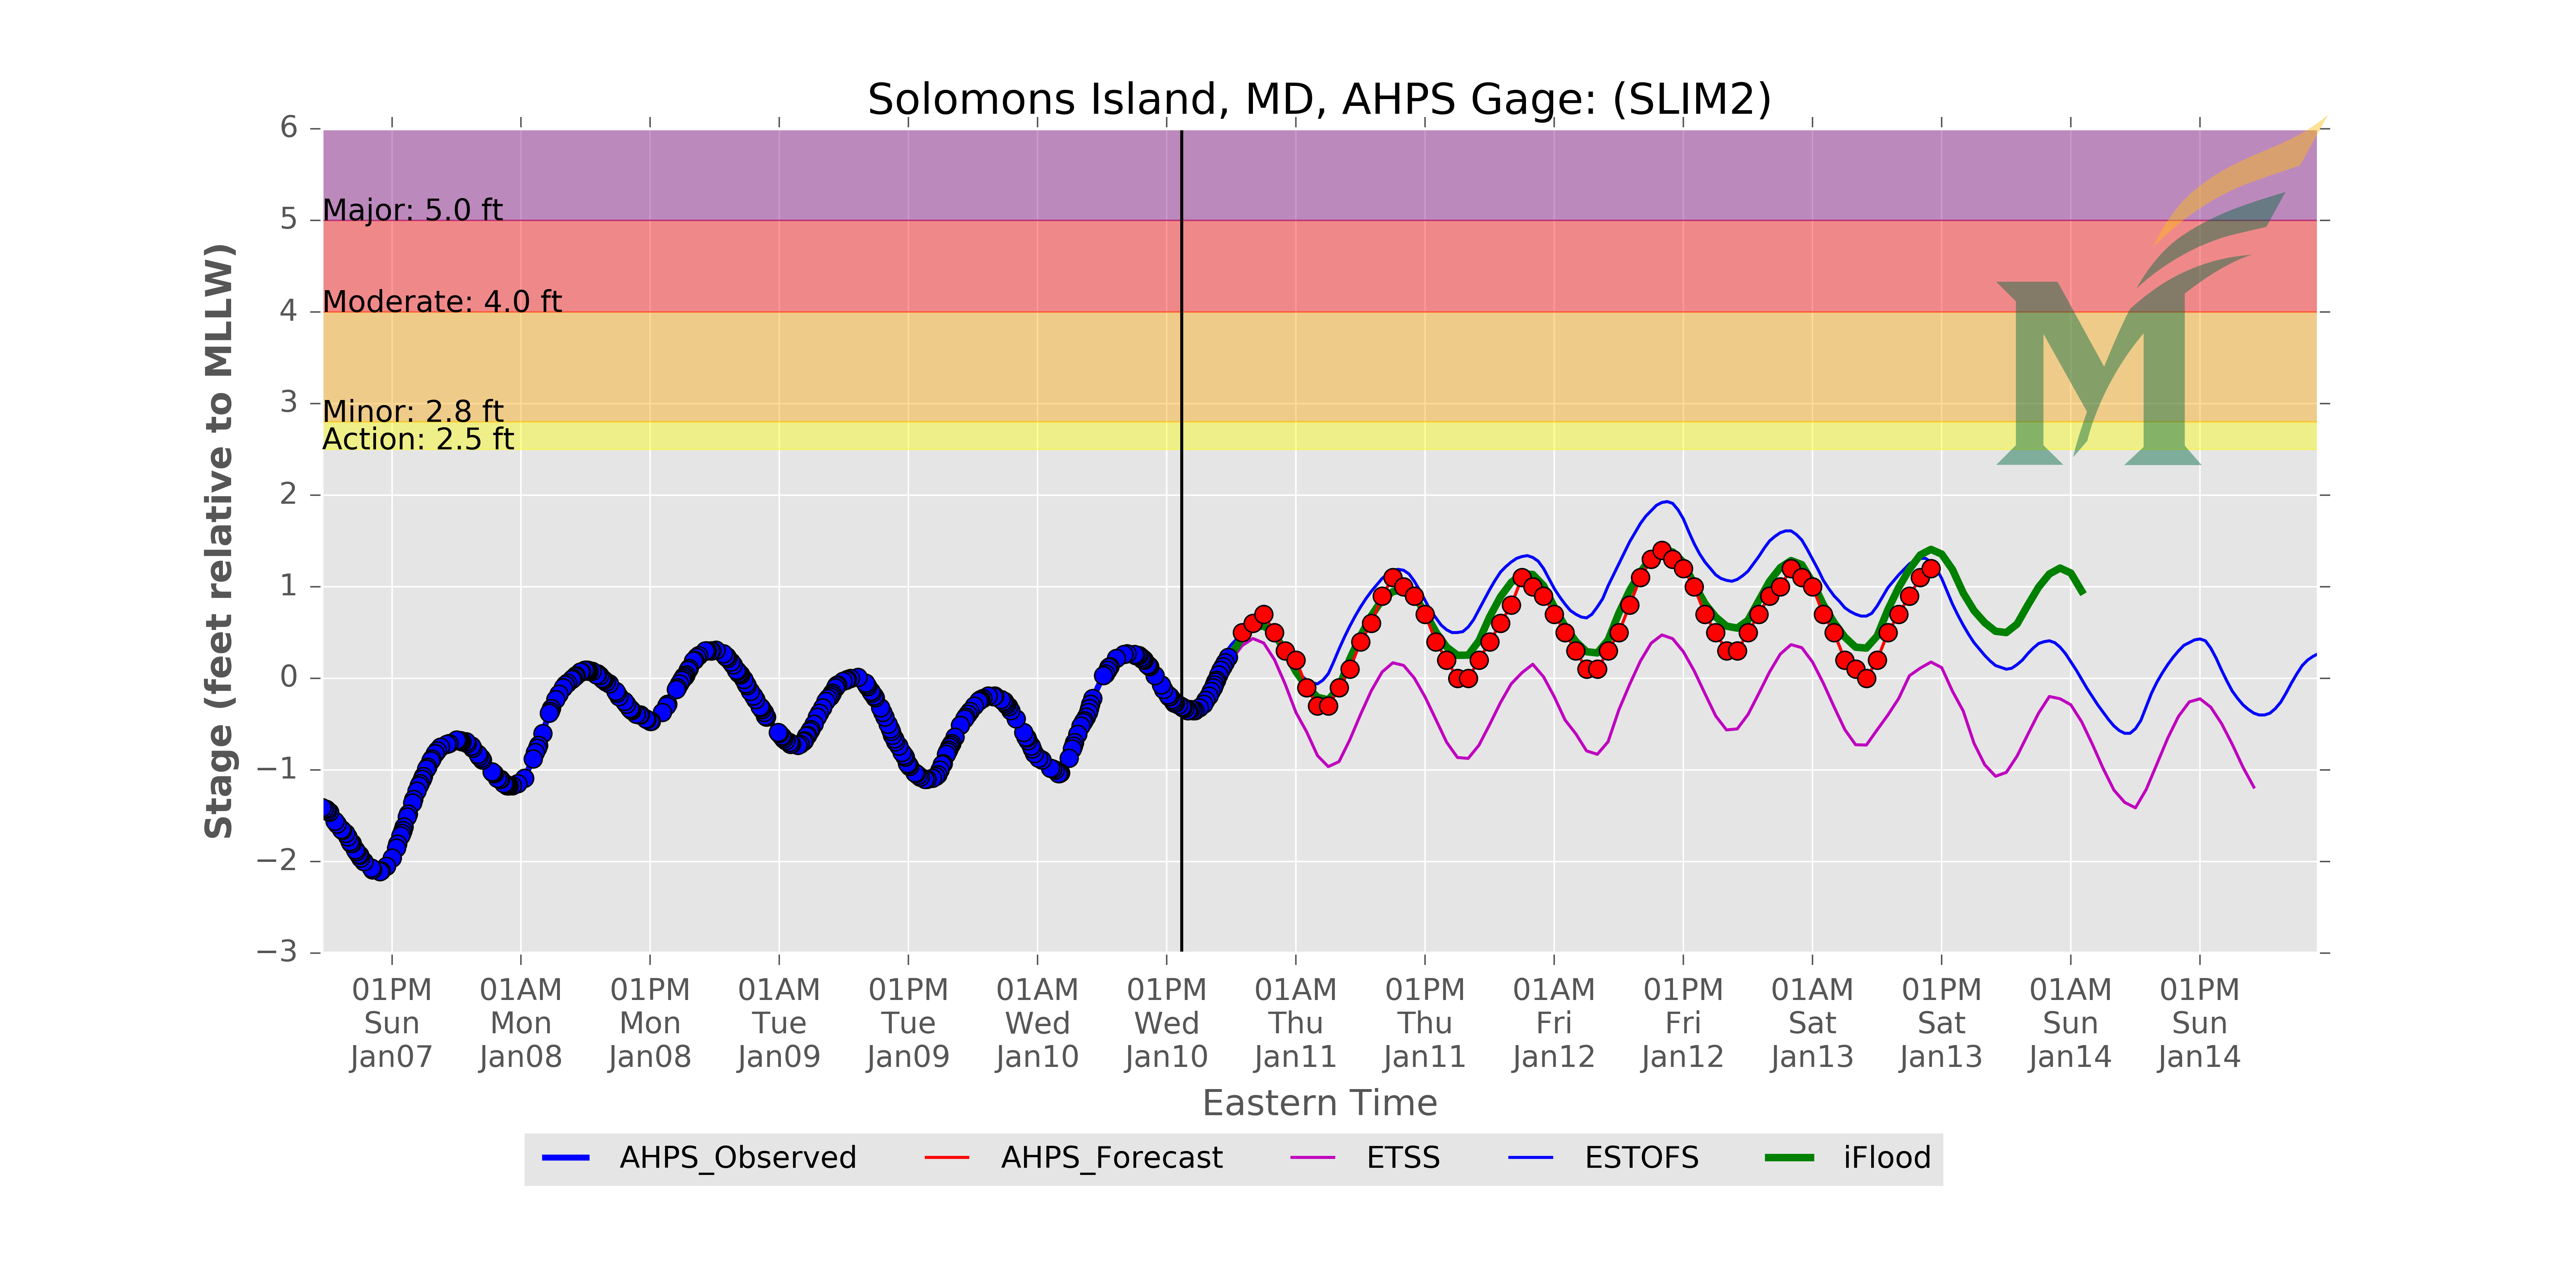 Solomons Island, MD, AHPS Gage: (SLIM2)
6
5
4
3
2
1
0
−1
−2
−3
Stage (feet relative to MLLW)
Major: 5.0 ft
Moderate: 4.0 ft
Minor: 2.8 ft
Action: 2.5 ft
M
01PM 01AM 01PM 01AM 01PM 01AM 01PM 01AM 01PM 01AM 01PM 01AM 01PM 01AM 01PM
Sun Mon Mon Tue Tue Wed Wed Thu Thu Fri Fri Sat Sat Sun Sun
Jan07 Jan08 Jan08 Jan09 Jan09 Jan10 Jan10 Jan11 Jan11 Jan12 Jan12 Jan13 Jan13 Jan14 Jan14
Eastern Time
AHPS_Observed AHPS_Forecast ETSS ESTOFS iFlood